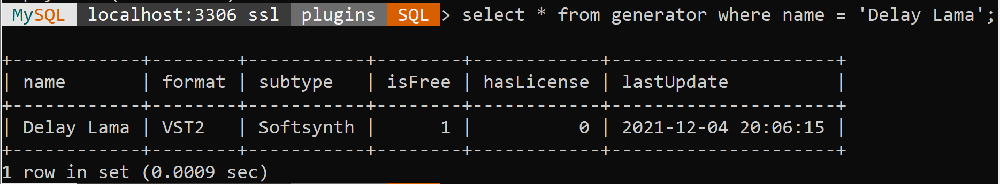 MySQL localhost:3306 ssl plugins SQL > select * from generator where name = 'Delay Lama';
+------------+--------+-----------+--------+------------+---------------------+
| name       | format | subtype   | isFree | hasLicense | lastUpdate          |
+------------+--------+-----------+--------+------------+---------------------+
| Delay Lama | VST2   | Softsynth |      1 |          0 | 2021-12-04 20:06:15 |
+------------+--------+-----------+--------+------------+---------------------+
1 row in set (0.0009 sec)